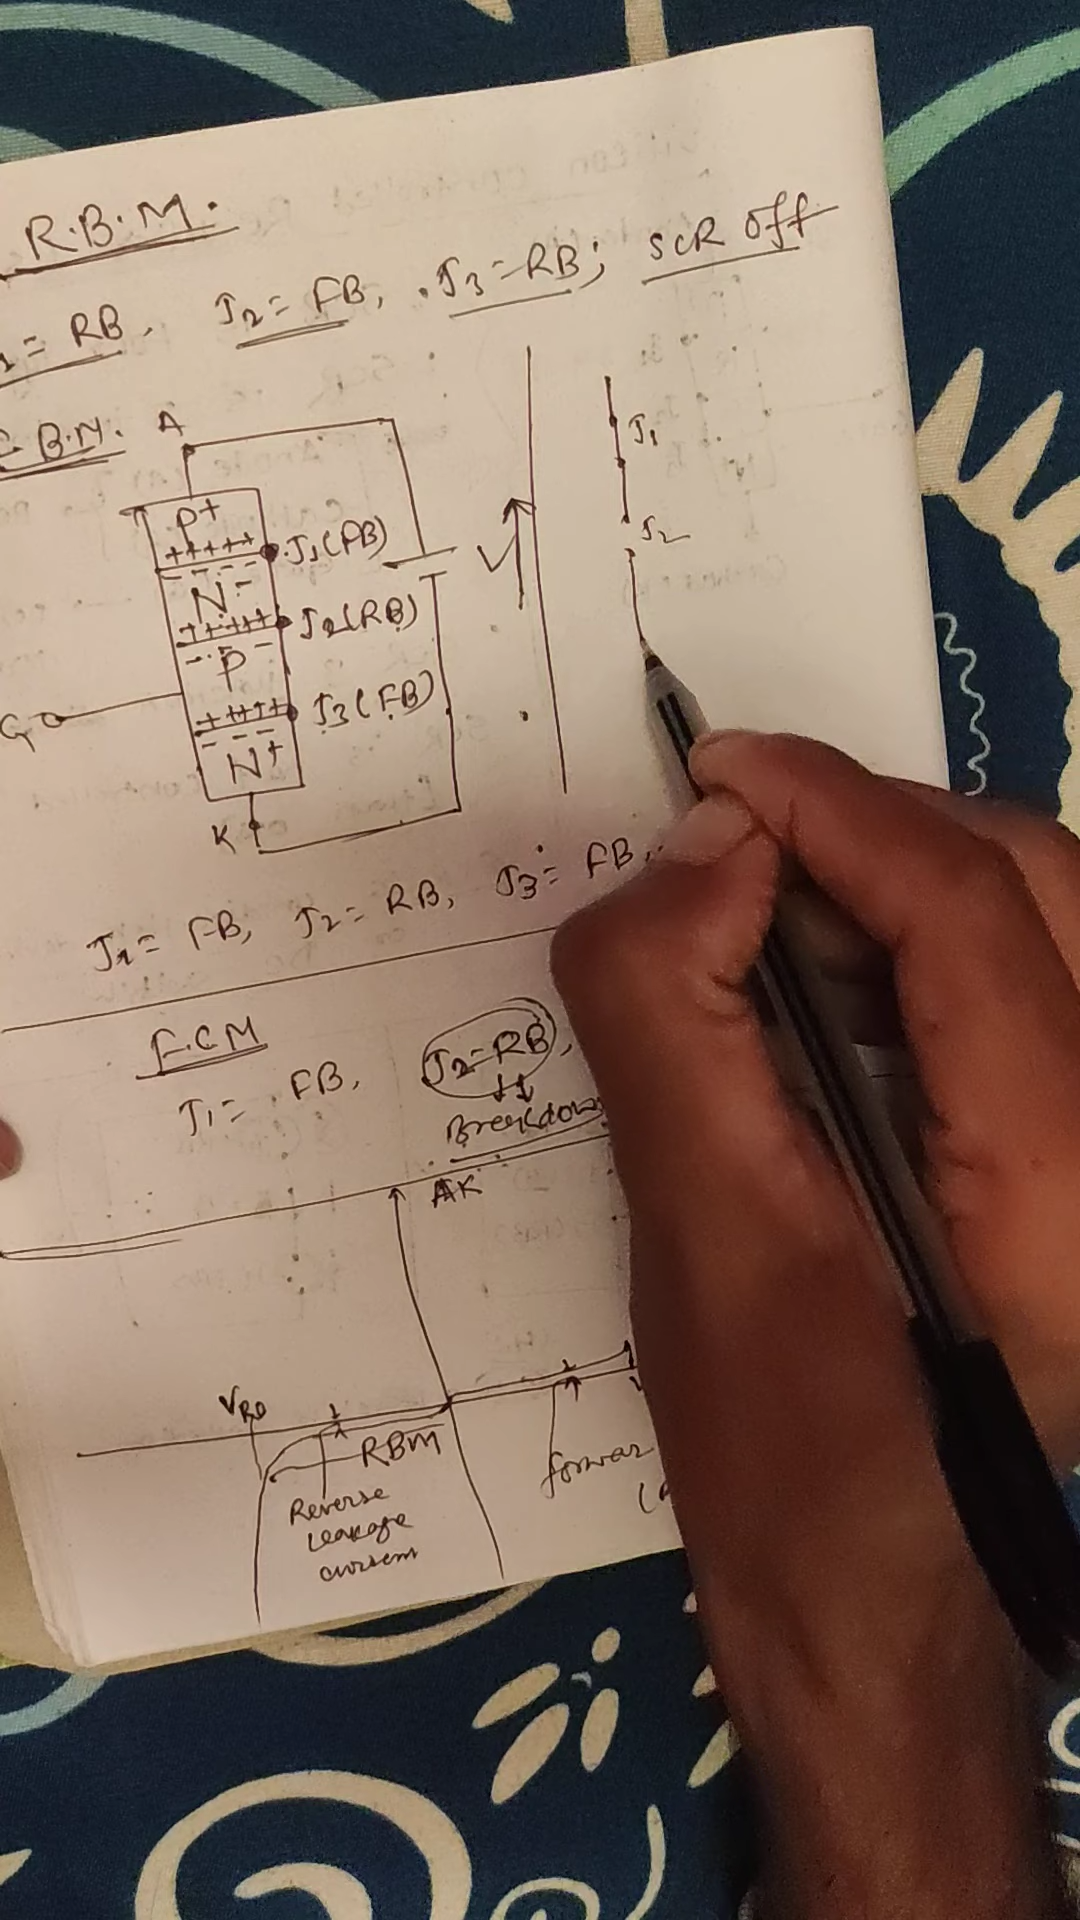 R.B.M.
= RB, J2 = FB, J3 = RB; SCR Off
B.M.
A
P+
+++++
J1(FB)
N-
+++++
J2(RB)
P
G
+++++
J3(FB)
N+
K
V
J1
J2
J1 = FB, J2 = RB, J3 = FB,
F.C.M
J1 = FB, J2 = RB,
Breakdown
AK
VRO
RBM
Reverse
leakage
forwar